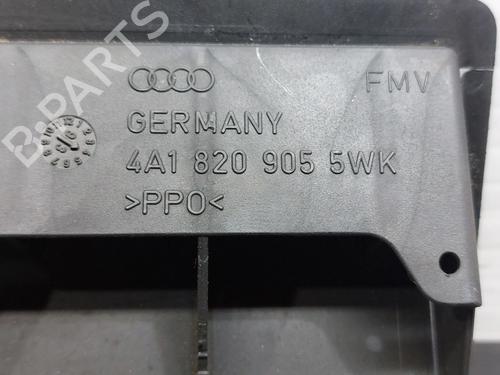 B-PARTS
FMV
GERMANY
4A1 820 905 5WK
>PPO<